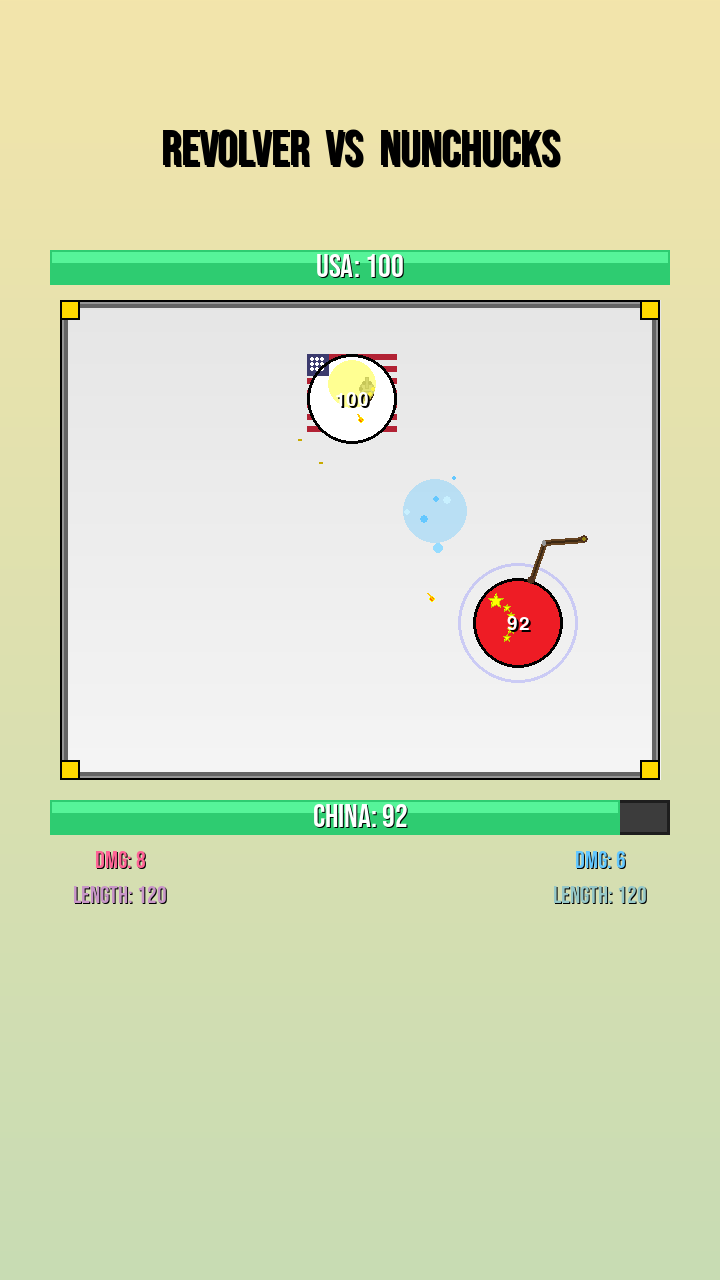 REVOLVER VS NUNCHUCKS
USA: 100
100
92
CHINA: 92
DMG: 8
DMG: 6
LENGTH: 120
LENGTH: 120